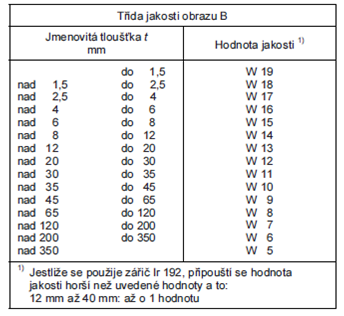 Třída jakosti obrazu B
Jmenovitá tloušťka t
mm
Hodnota jakosti 1)
do 1,5 W 19
nad 1,5 do 2,5 W 18
nad 2,5 do 4 W 17
nad 4 do 6 W 16
nad 6 do 8 W 15
nad 8 do 12 W 14
nad 12 do 20 W 13
nad 20 do 30 W 12
nad 30 do 35 W 11
nad 35 do 45 W 10
nad 45 do 65 W 9
nad 65 do 120 W 8
nad 120 do 200 W 7
nad 200 do 350 W 6
nad 350 W 5
1) Jestliže se použije zářič Ir 192, připouští se hodnota
jakosti horší než uvedené hodnoty a to:
12 mm až 40 mm: až o 1 hodnotu